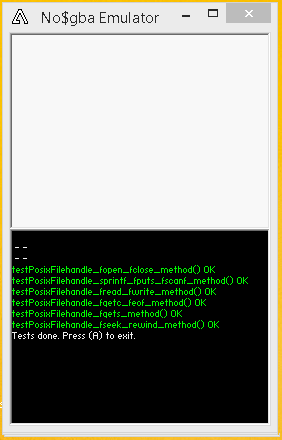 No$gba Emulator
--
--
testPosixFilehandle_fopen_fclose_method() OK
testPosixFilehandle_sprintf_fputs_fscanf_method() OK
testPosixFilehandle_fread_fwrite_method() OK
testPosixFilehandle_fgetc_feof_method() OK
testPosixFilehandle_fgets_method() OK
testPosixFilehandle_fseek_rewind_method() OK
Tests done. Press (A) to exit.